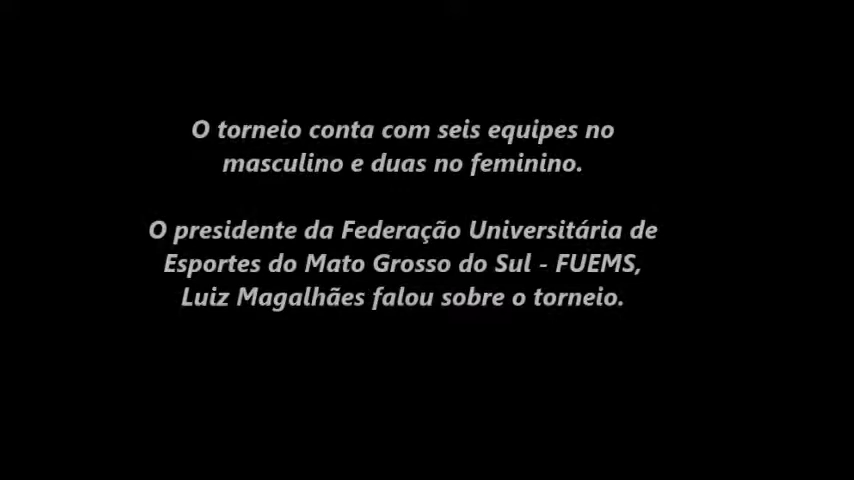 O torneio conta com seis equipes no
masculino e duas no feminino.
O presidente da Federação Universitária de
Esportes do Mato Grosso do Sul - FUEMS,
Luiz Magalhães falou sobre o torneio.